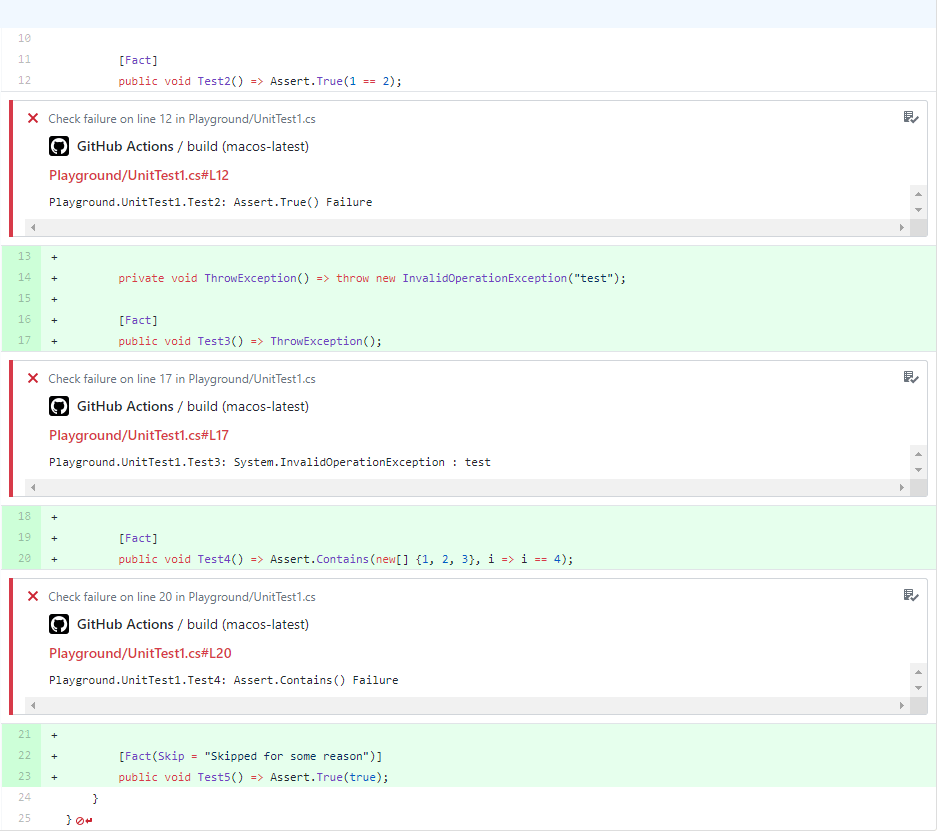 10
11 [Fact]
12 public void Test2() => Assert.True(1 == 2);
Check failure on line 12 in Playground/UnitTest1.cs
GitHub Actions / build (macos-latest)
Playground/UnitTest1.cs#L12
Playground.UnitTest1.Test2: Assert.True() Failure
13 +
14 + private void ThrowException() => throw new InvalidOperationException("test");
15 +
16 + [Fact]
17 + public void Test3() => ThrowException();
Check failure on line 17 in Playground/UnitTest1.cs
GitHub Actions / build (macos-latest)
Playground/UnitTest1.cs#L17
Playground.UnitTest1.Test3: System.InvalidOperationException : test
18 +
19 + [Fact]
20 + public void Test4() => Assert.Contains(new[] {1, 2, 3}, i => i == 4);
Check failure on line 20 in Playground/UnitTest1.cs
GitHub Actions / build (macos-latest)
Playground/UnitTest1.cs#L20
Playground.UnitTest1.Test4: Assert.Contains() Failure
21 +
22 + [Fact(Skip = "Skipped for some reason")]
23 + public void Test5() => Assert.True(true);
24 }
25 }